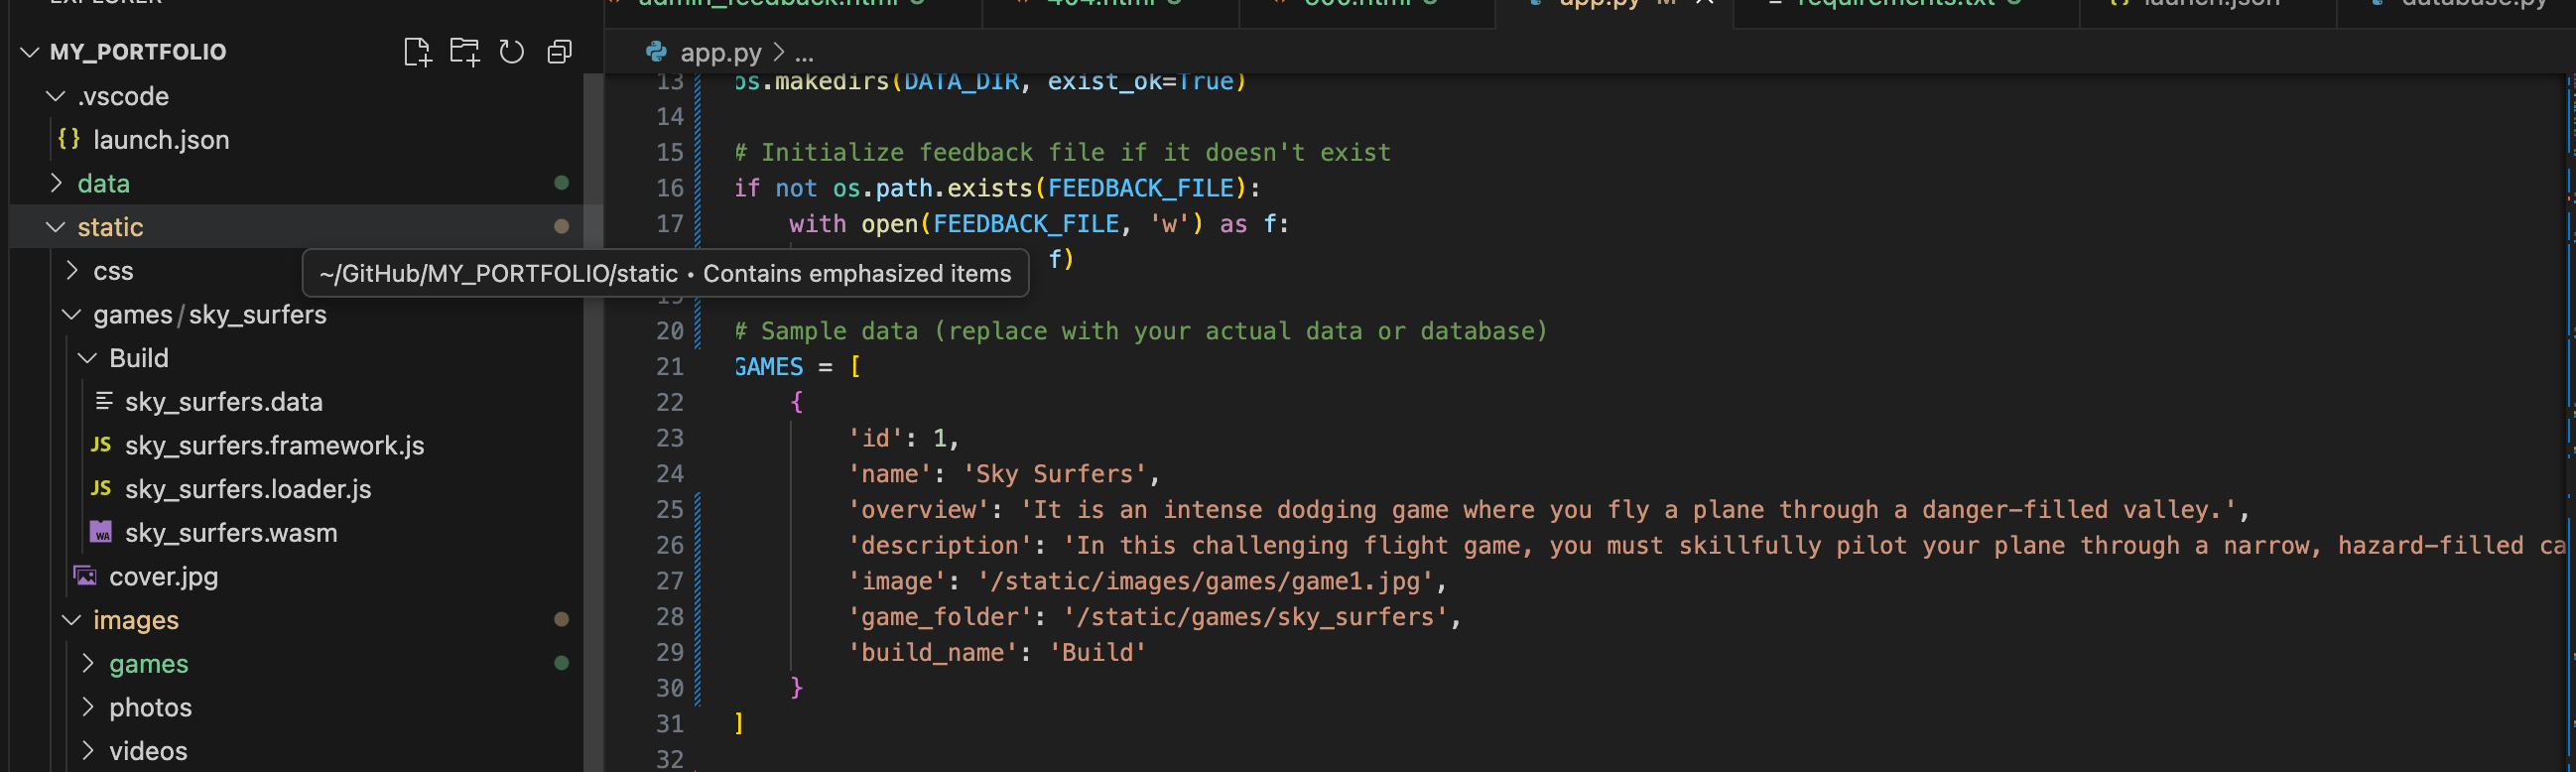 EXPLORER
MY_PORTFOLIO
.vscode
{} launch.json
data
static
css
games/sky_surfers
Build
sky_surfers.data
JS sky_surfers.framework.js
JS sky_surfers.loader.js
WA sky_surfers.wasm
cover.jpg
images
games
photos
videos
~/GitHub/MY_PORTFOLIO/static • Contains emphasized items
admin_feedback.html 404.html 500.html app.py M requirements.txt {} launch.json database.py
app.py > ...
13 os.makedirs(DATA_DIR, exist_ok=True)
14
15 # Initialize feedback file if it doesn't exist
16 if not os.path.exists(FEEDBACK_FILE):
17 with open(FEEDBACK_FILE, 'w') as f:
f)
19
20 # Sample data (replace with your actual data or database)
21 GAMES = [
22 {
23 'id': 1,
24 'name': 'Sky Surfers',
25 'overview': 'It is an intense dodging game where you fly a plane through a danger-filled valley.',
26 'description': 'In this challenging flight game, you must skillfully pilot your plane through a narrow, hazard-filled ca
27 'image': '/static/images/games/game1.jpg',
28 'game_folder': '/static/games/sky_surfers',
29 'build_name': 'Build'
30 }
31 ]
32